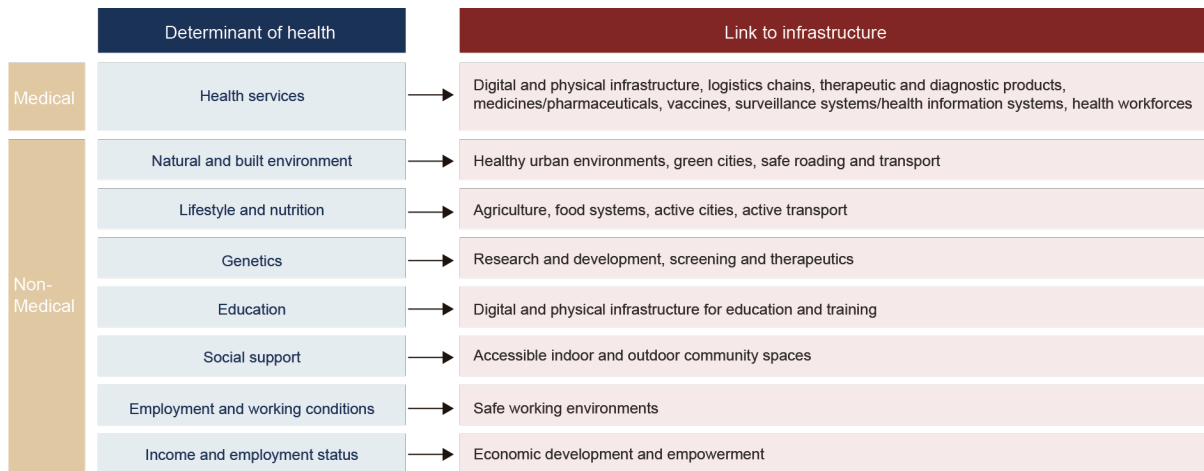 Determinant of health
Link to infrastructure
Medical
Health services
Digital and physical infrastructure, logistics chains, therapeutic and diagnostic products,
medicines/pharmaceuticals, vaccines, surveillance systems/health information systems, health workforces
Non-
Medical
Natural and built environment
Healthy urban environments, green cities, safe roading and transport
Lifestyle and nutrition
Agriculture, food systems, active cities, active transport
Genetics
Research and development, screening and therapeutics
Education
Digital and physical infrastructure for education and training
Social support
Accessible indoor and outdoor community spaces
Employment and working conditions
Safe working environments
Income and employment status
Economic development and empowerment